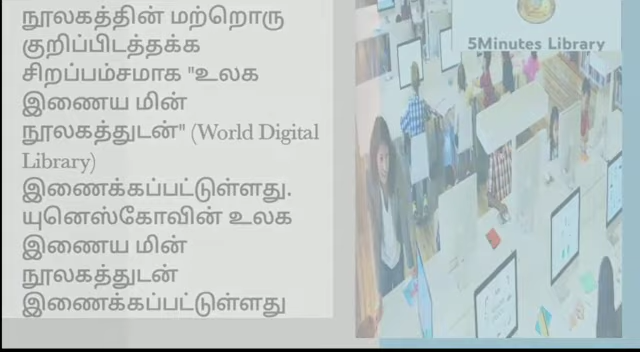 நூலகத்தின் மற்றொரு
குறிப்பிடத்தக்க
சிறப்பம்சமாக "உலக
இணைய மின்
நூலகத்துடன்" (World Digital
Library)
இணைக்கப்பட்டுள்ளது.
யுனெஸ்கோவின் உலக
இணைய மின்
நூலகத்துடன்
இணைக்கப்பட்டுள்ளது
5Minutes Library